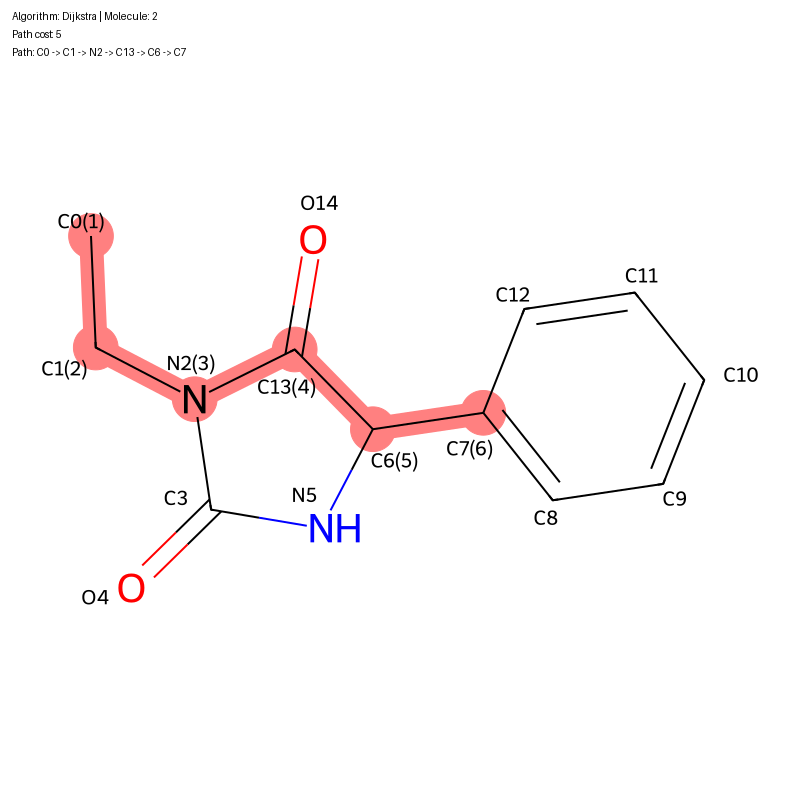 Algorithm: Dijkstra | Molecule: 2
Path cost: 5
Path: C0 -> C1 -> N2 -> C13 -> C6 -> C7
O14
O
C0(1)
C11
C12
C1(2)
N2(3)
N
C13(4)
C10
C6(5)
C7(6)
C3
N5
NH
C9
C8
O
O4